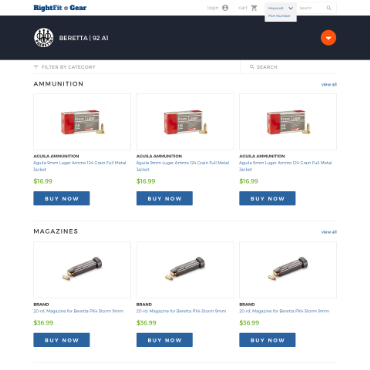 RightFit Gear
login cart Keyword Search
Part Number
BERETTA | 92 A1
FILTER BY CATEGORY SEARCH
AMMUNITION view all
AGUILA AMMUNITION AGUILA AMMUNITION AGUILA AMMUNITION
Aguila 9mm Luger Ammo 124 Grain Full Metal Jacket Aguila 9mm Luger Ammo 124 Grain Full Metal Jacket Aguila 9mm Luger Ammo 124 Grain Full Metal Jacket
$16.99 $16.99 $16.99
BUY NOW BUY NOW BUY NOW
MAGAZINES view all
BRAND BRAND BRAND
20 rd. Magazine for Beretta PX4 Storm 9mm 20 rd. Magazine for Beretta PX4 Storm 9mm 20 rd. Magazine for Beretta PX4 Storm 9mm
$36.99 $36.99 $36.99
BUY NOW BUY NOW BUY NOW